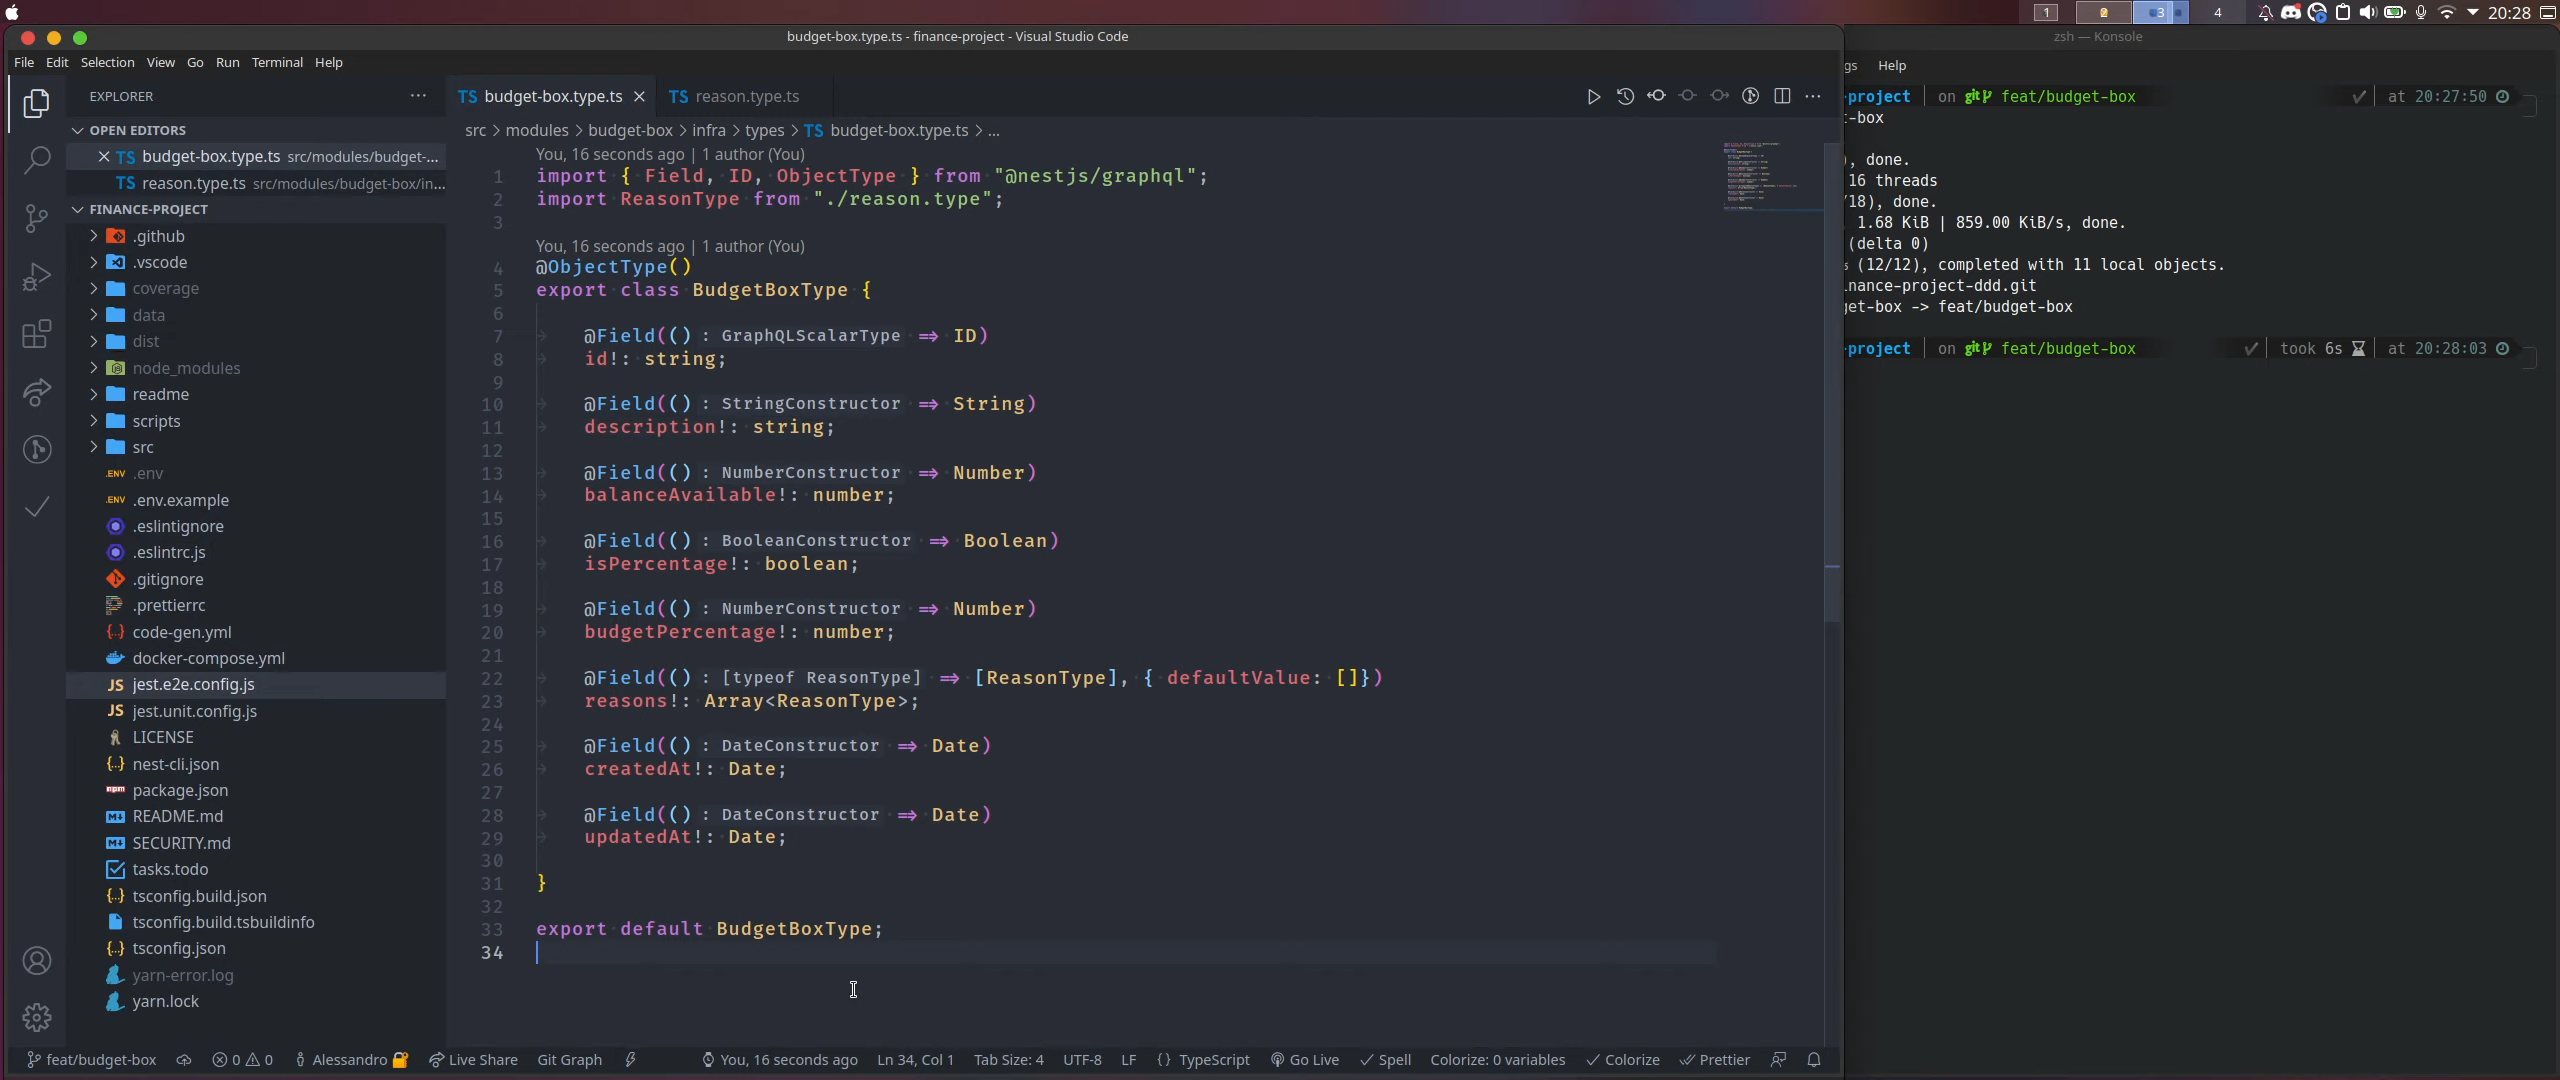 1
2
3
4
20:28
budget-box.type.ts - finance-project - Visual Studio Code
File Edit Selection View Go Run Terminal Help
EXPLORER
OPEN EDITORS
TS budget-box.type.ts src/modules/budget-...
TS reason.type.ts src/modules/budget-box/in...
FINANCE-PROJECT
.github
.vscode
coverage
data
dist
node_modules
readme
scripts
src
.ENV .env
.ENV .env.example
.eslintignore
.eslintrc.js
.gitignore
.prettierrc
{..} code-gen.yml
docker-compose.yml
JS jest.e2e.config.js
JS jest.unit.config.js
LICENSE
{..} nest-cli.json
npm package.json
README.md
SECURITY.md
tasks.todo
{..} tsconfig.build.json
tsconfig.build.tsbuildinfo
{..} tsconfig.json
yarn-error.log
yarn.lock
TS budget-box.type.ts
TS reason.type.ts
src > modules > budget-box > infra > types > TS budget-box.type.ts > ...
You, 16 seconds ago | 1 author (You)
1 import { Field, ID, ObjectType } from "@nestjs/graphql";
2 import ReasonType from "./reason.type";
3
You, 16 seconds ago | 1 author (You)
4 @ObjectType()
5 export class BudgetBoxType {
6
7 @Field(() : GraphQLScalarType => ID)
8 id!: string;
9
10 @Field(() : StringConstructor => String)
11 description!: string;
12
13 @Field(() : NumberConstructor => Number)
14 balanceAvailable!: number;
15
16 @Field(() : BooleanConstructor => Boolean)
17 isPercentage!: boolean;
18
19 @Field(() : NumberConstructor => Number)
20 budgetPercentage!: number;
21
22 @Field(() : [typeof ReasonType] => [ReasonType], { defaultValue: []})
23 reasons!: Array<ReasonType>;
24
25 @Field(() : DateConstructor => Date)
26 createdAt!: Date;
27
28 @Field(() : DateConstructor => Date)
29 updatedAt!: Date;
30
31 }
32
33 export default BudgetBoxType;
34
feat/budget-box 0 0 Alessandro Live Share Git Graph You, 16 seconds ago Ln 34, Col 1 Tab Size: 4 UTF-8 LF {} TypeScript Go Live Spell Colorize: 0 variables Colorize Prettier
zsh — Konsole
gs Help
-project on git feat/budget-box at 20:27:50
t-box
), done.
16 threads
/18), done.
1.68 KiB | 859.00 KiB/s, done.
(delta 0)
s (12/12), completed with 11 local objects.
inance-project-ddd.git
get-box -> feat/budget-box
-project on git feat/budget-box took 6s at 20:28:03